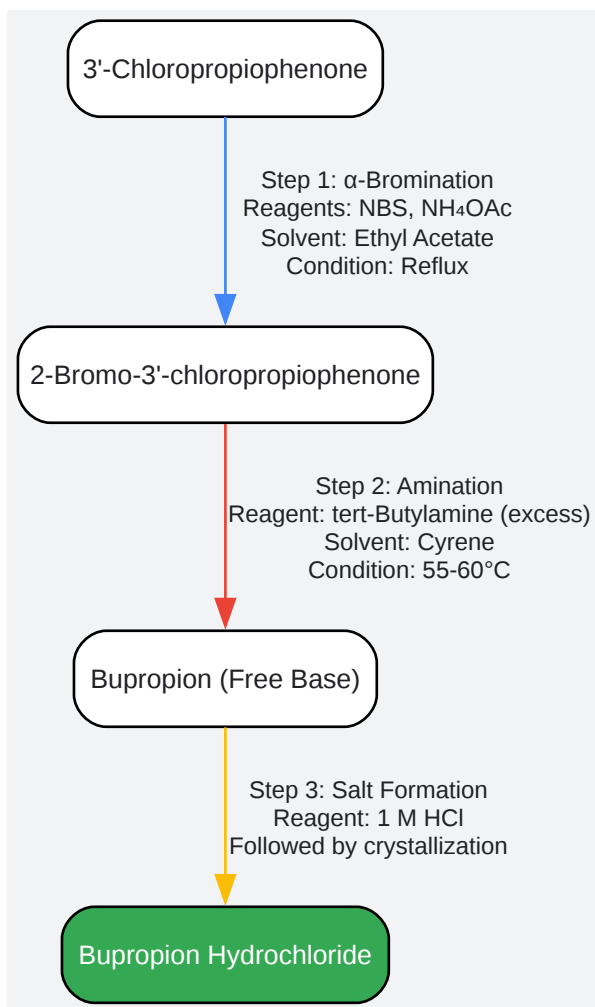 3'-Chloropropiophenone
Step 1: α-Bromination
Reagents: NBS, NH₄OAc
Solvent: Ethyl Acetate
Condition: Reflux
2-Bromo-3'-chloropropiophenone
Step 2: Amination
Reagent: tert-Butylamine (excess)
Solvent: Cyrene
Condition: 55-60°C
Bupropion (Free Base)
Step 3: Salt Formation
Reagent: 1 M HCl
Followed by crystallization
Bupropion Hydrochloride